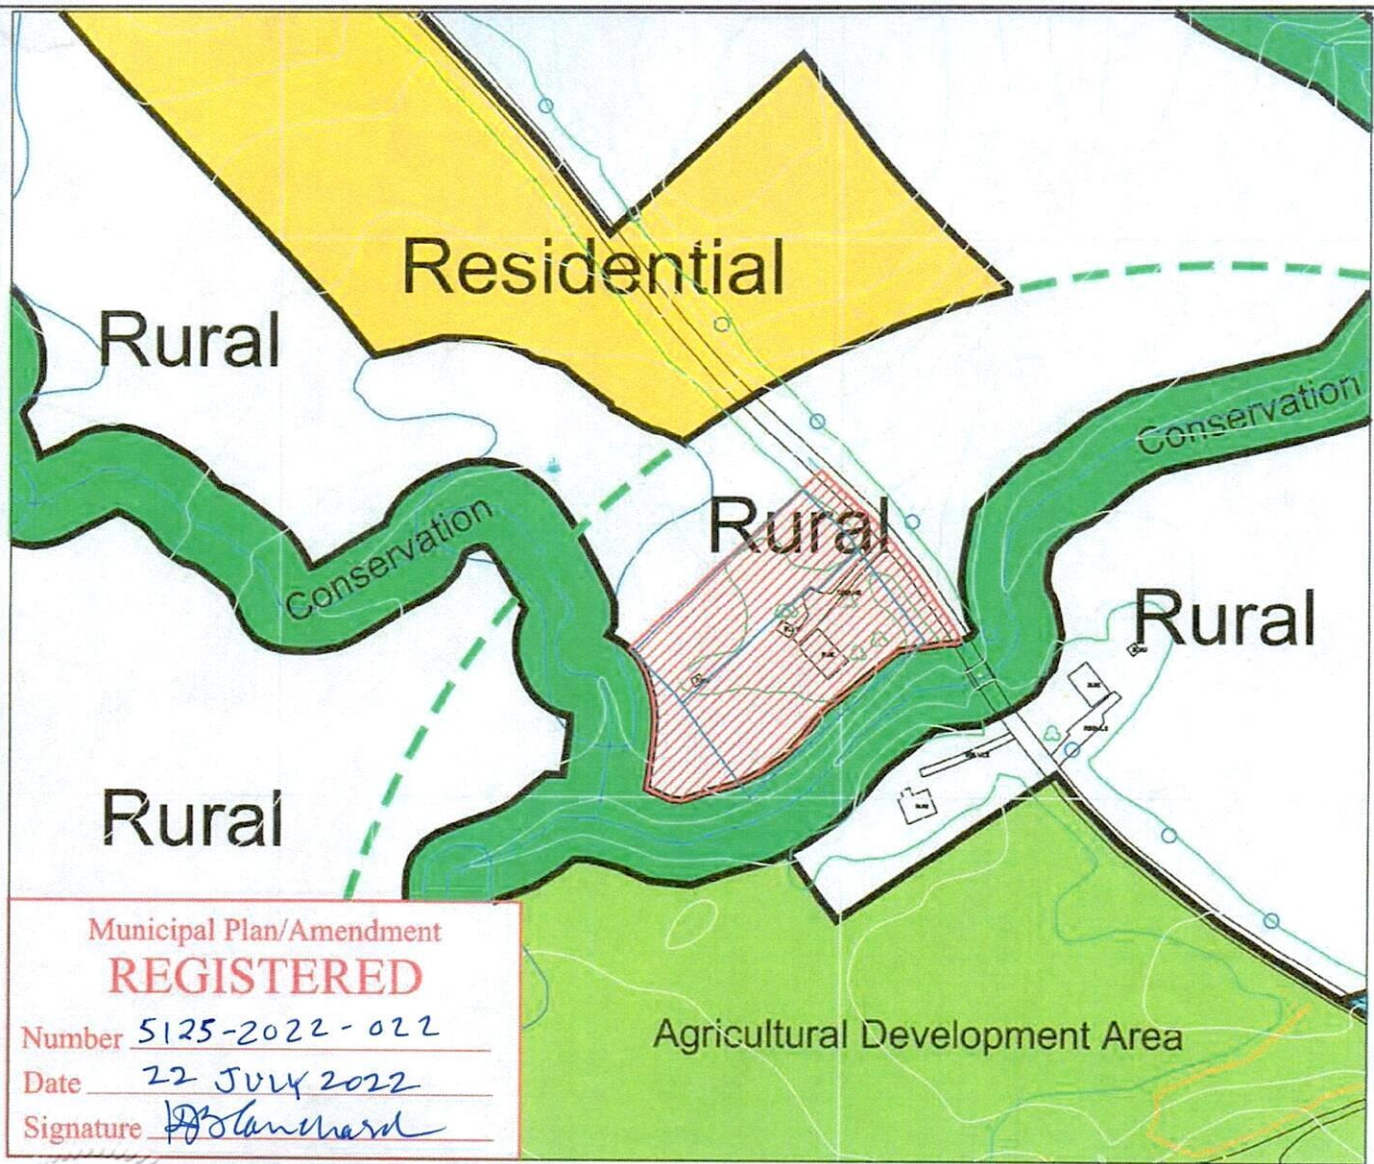 Residential
Rural
Conservation
Rural
Conservation
Rural
Rural
Municipal Plan/Amendment
REGISTERED
Number 5125-2022-022
Date 22 JULY 2022
Signature Blanchard
Agricultural Development Area